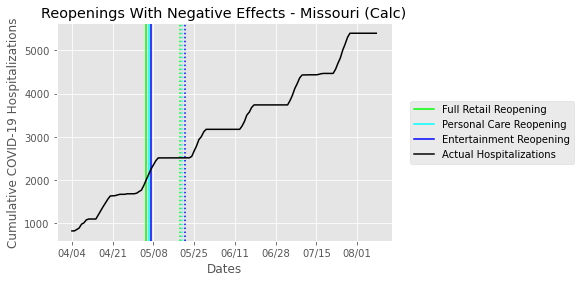 Reopenings With Negative Effects - Missouri (Calc)
Cumulative COVID-19 Hospitalizations
5000
4000
3000
2000
1000
04/04 04/21 05/08 05/25 06/11 06/28 07/15 08/01
Dates
Full Retail Reopening
Personal Care Reopening
Entertainment Reopening
Actual Hospitalizations